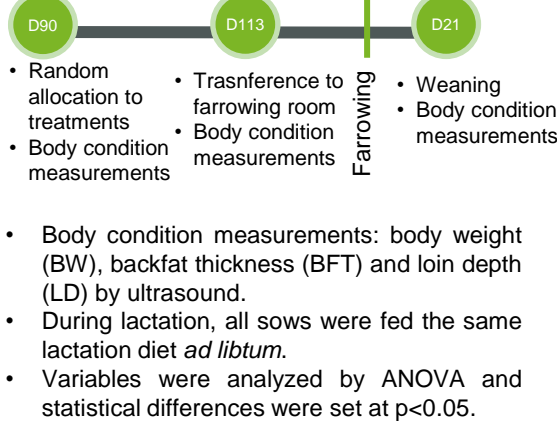 D90
D113
D21
• Random
allocation to
treatments
• Body condition
measurements
• Trasnference to
farrowing room
• Body condition
measurements
Farrowing
• Weaning
• Body condition
measurements
• Body condition measurements: body weight
(BW), backfat thickness (BFT) and loin depth
(LD) by ultrasound.
• During lactation, all sows were fed the same
lactation diet ad libtum.
• Variables were analyzed by ANOVA and
statistical differences were set at p<0.05.